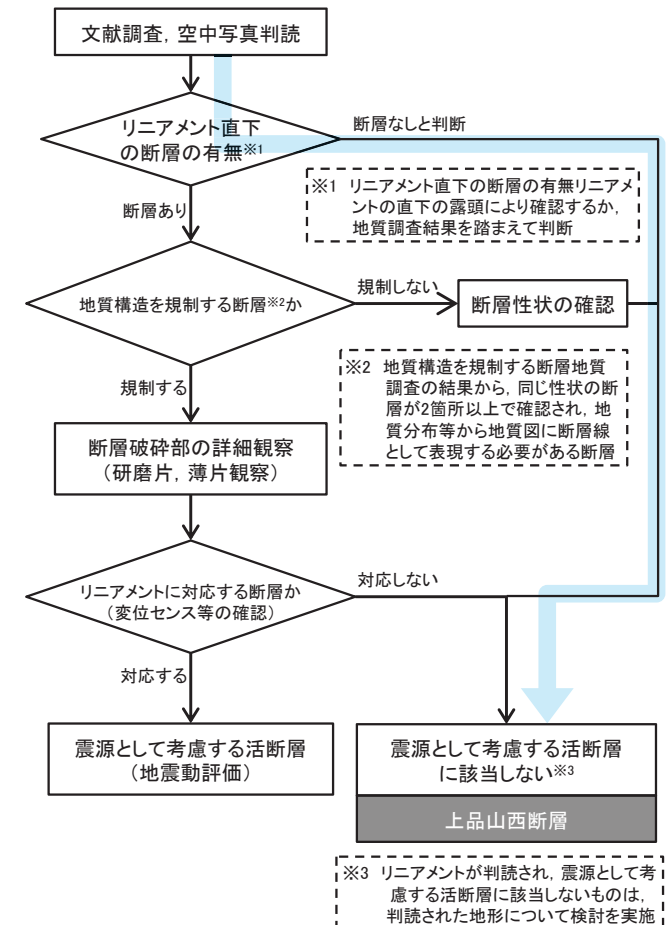 文献調査，空中写真判読
リニアメント直下
の断層の有無※1
断層なしと判断
※1 リニアメント直下の断層の有無リニアメ
ントの直下の露頭により確認するか，
地質調査結果を踏まえて判断
断層あり
地質構造を規制する断層※2か
規制しない
断層性状の確認
※2 地質構造を規制する断層地質
調査の結果から，同じ性状の断
層が2箇所以上で確認され，地
質分布等から地質図に断層線
として表現する必要がある断層
規制する
断層破砕部の詳細観察
（研磨片，薄片観察）
リニアメントに対応する断層か
（変位センス等の確認）
対応しない
対応する
震源として考慮する活断層
（地震動評価）
震源として考慮する活断層
に該当しない※3
上品山西断層
※3 リニアメントが判読され，震源として考
慮する活断層に該当しないものは，
判読された地形について検討を実施